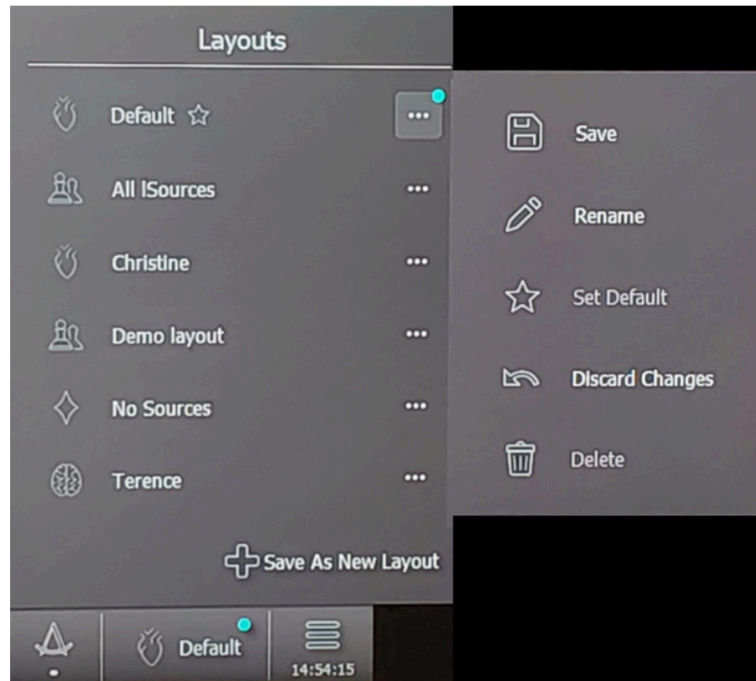 Layouts
Default
All ISources
Christine
Demo layout
No Sources
Terence
Save As New Layout
Default
14:54:15
Save
Rename
Set Default
Discard Changes
Delete